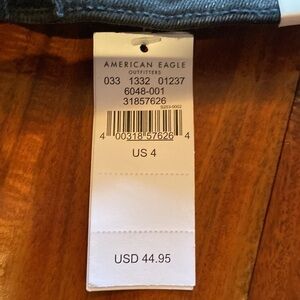 AMERICAN EAGLE
OUTFITTERS
033 1332 01237
6048-001
31857626
4 00318 57626 4
US 4
USD 44.95